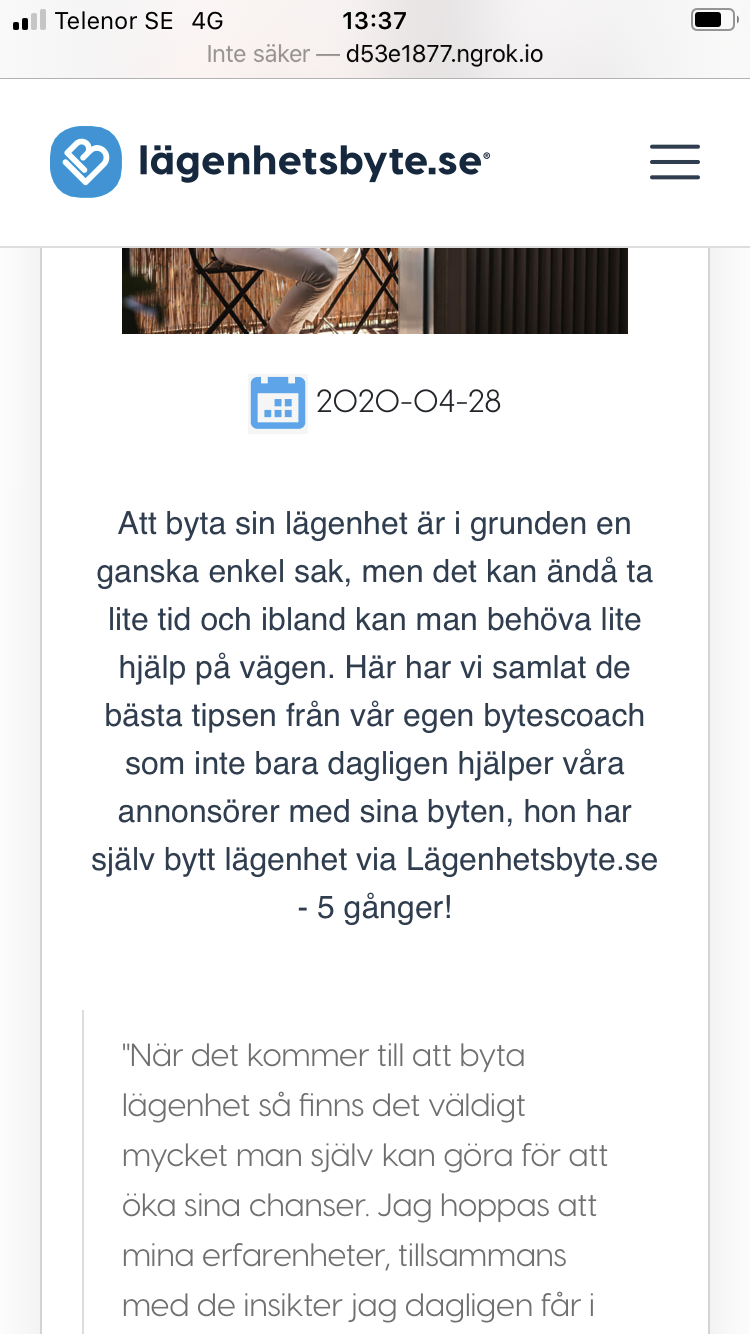 Telenor SE 4G 13:37
Inte säker — d53e1877.ngrok.io
lägenhetsbyte.se®
2020-04-28
Att byta sin lägenhet är i grunden en
ganska enkel sak, men det kan ändå ta
lite tid och ibland kan man behöva lite
hjälp på vägen. Här har vi samlat de
bästa tipsen från vår egen bytescoach
som inte bara dagligen hjälper våra
annonsörer med sina byten, hon har
själv bytt lägenhet via Lägenhetsbyte.se
- 5 gånger!
"När det kommer till att byta
lägenhet så finns det väldigt
mycket man själv kan göra för att
öka sina chanser. Jag hoppas att
mina erfarenheter, tillsammans
med de insikter jag dagligen får i